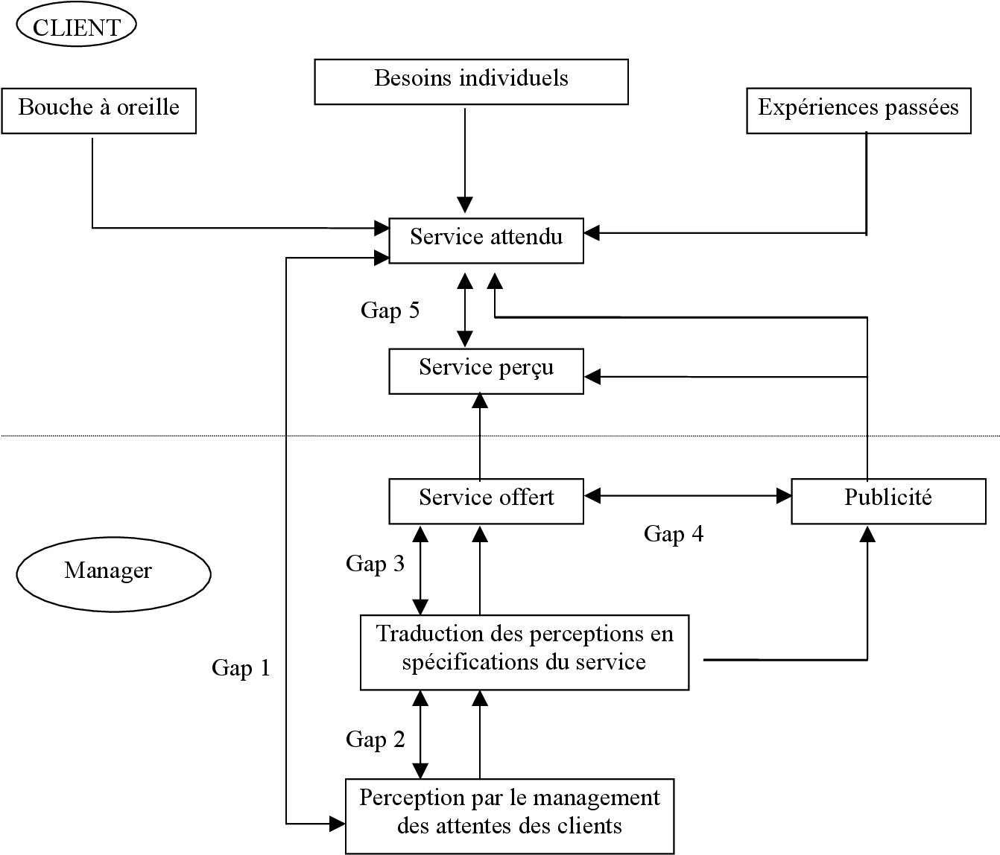 CLIENT
Besoins individuels
Bouche à oreille
Expériences passées
Service attendu
Gap 5
Service perçu
Service offert
Publicité
Gap 4
Gap 3
Manager
Traduction des perceptions en
spécifications du service
Gap 1
Gap 2
Perception par le management
des attentes des clients